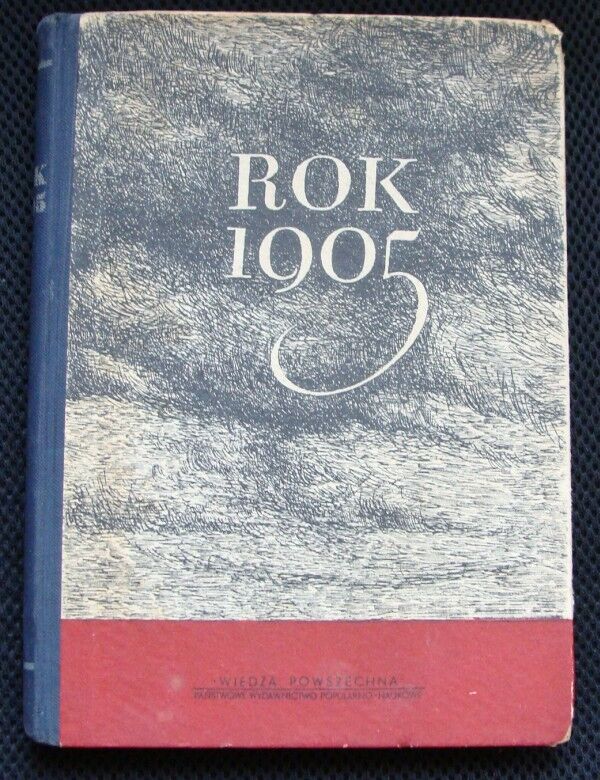 ROK
1905
WIEDZA POWSZECHNA
PAŃSTWOWE WYDAWNICTWO POPULARNO-NAUKOWE